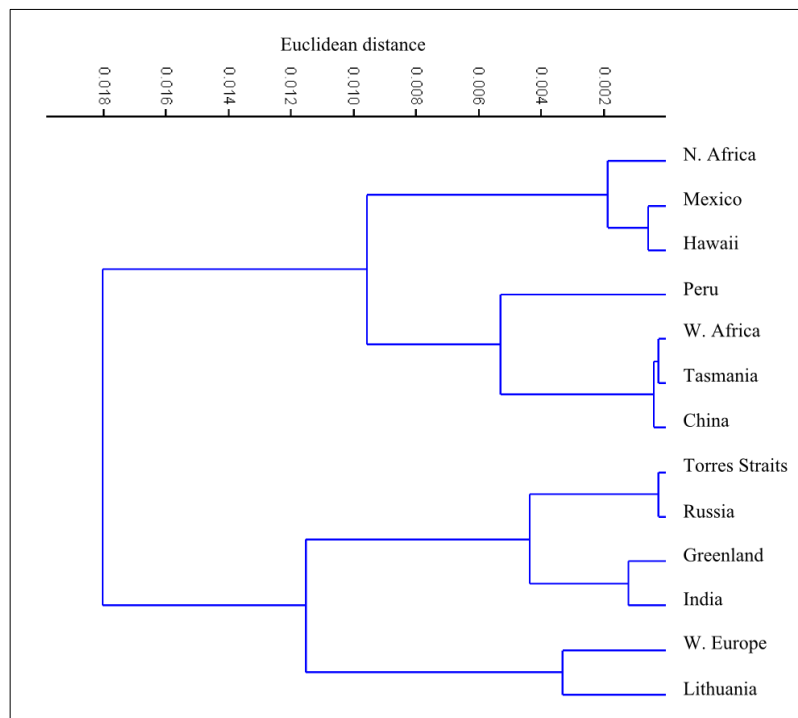 Euclidean distance
0.018 0.016 0.014 0.012 0.010 0.008 0.006 0.004 0.002
N. Africa
Mexico
Hawaii
Peru
W. Africa
Tasmania
China
Torres Straits
Russia
Greenland
India
W. Europe
Lithuania